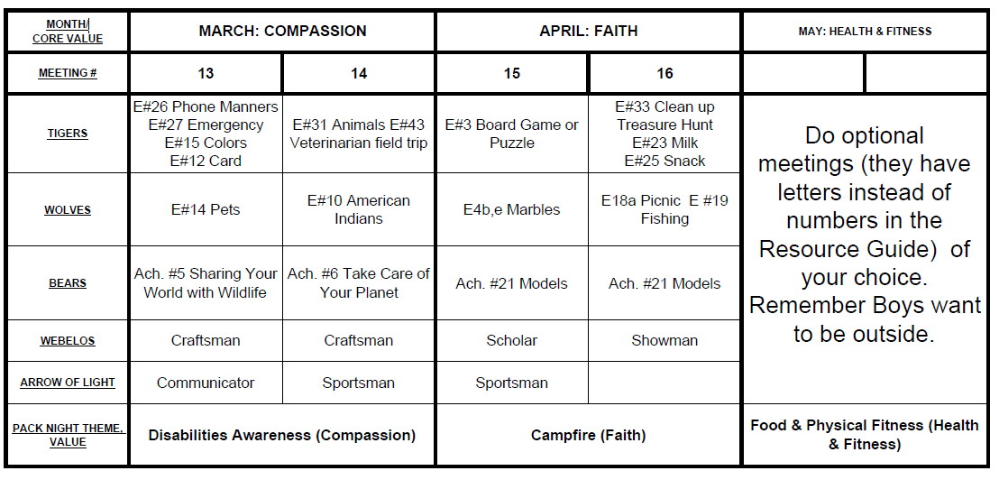 MONTH/
CORE VALUE
MARCH: COMPASSION
APRIL: FAITH
MAY: HEALTH & FITNESS
MEETING #
13
14
15
16
TIGERS
E#26 Phone Manners
E#27 Emergency
E#15 Colors
E#12 Card
E#31 Animals E#43
Veterinarian field trip
E#3 Board Game or
Puzzle
E#33 Clean up
Treasure Hunt
E#23 Milk
E#25 Snack
Do optional
meetings (they have
letters instead of
numbers in the
Resource Guide)  of
your choice.
Remember Boys want
to be outside.
WOLVES
E#14 Pets
E#10 American
Indians
E4b,e Marbles
E18a Picnic  E #19
Fishing
BEARS
Ach. #5 Sharing Your
World with Wildlife
Ach. #6 Take Care of
Your Planet
Ach. #21 Models
Ach. #21 Models
WEBELOS
Craftsman
Craftsman
Scholar
Showman
ARROW OF LIGHT
Communicator
Sportsman
Sportsman
PACK NIGHT THEME,
VALUE
Disabilities Awareness (Compassion)
Campfire (Faith)
Food & Physical Fitness (Health
& Fitness)